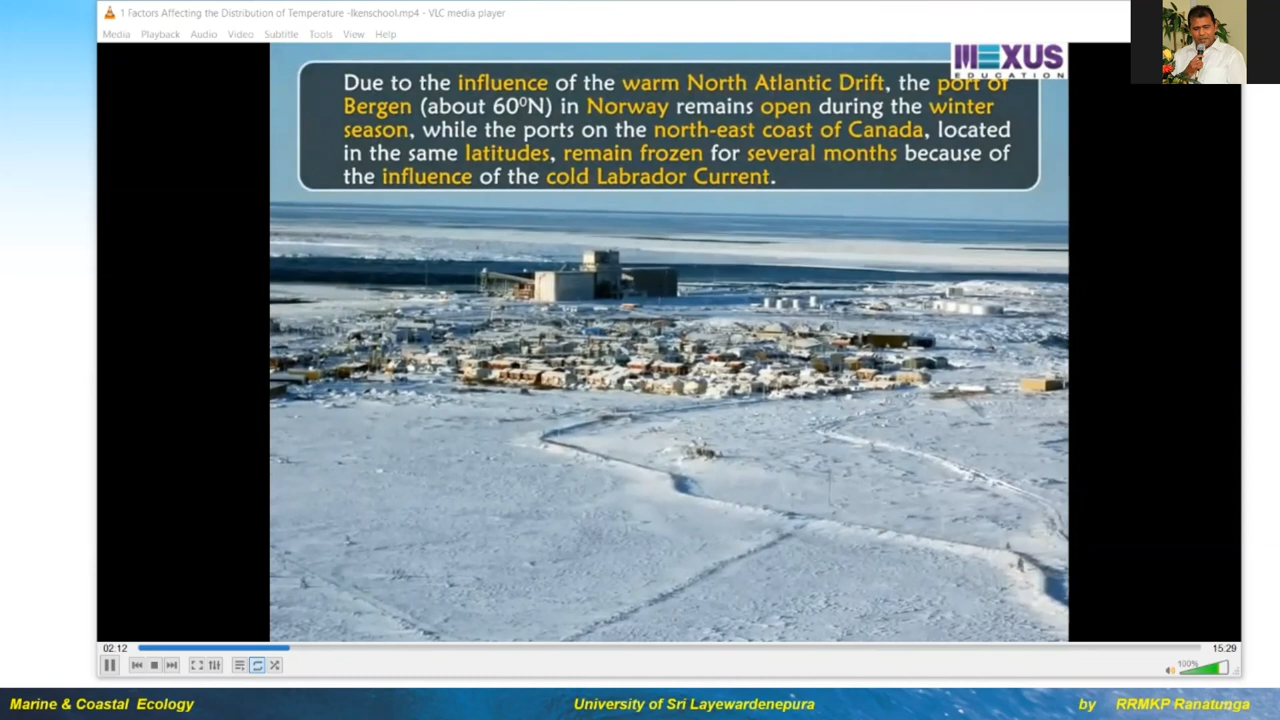 1 Factors Affecting the Distribution of Temperature -Ikenschool.mp4 - VLC media player
Media Playback Audio Video Subtitle Tools View Help
MEXUS
EDUCATION
Due to the influence of the warm North Atlantic Drift, the port of
Bergen (about 60⁰N) in Norway remains open during the winter
season, while the ports on the north-east coast of Canada, located
in the same latitudes, remain frozen for several months because of
the influence of the cold Labrador Current.
02.12
15.29
100%
Marine & Coastal Ecology University of Sri Layewardenepura by RRMKP Ranatunga